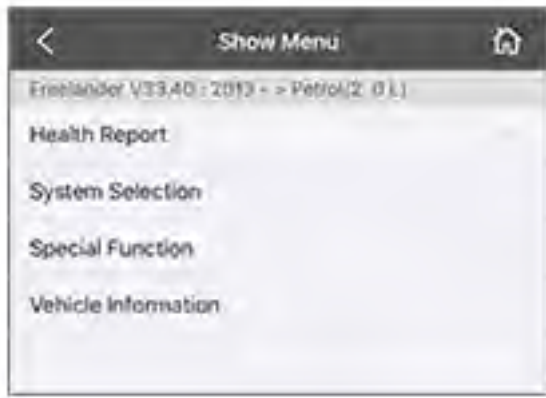 Show Menu
Freelander V33.40 : 2013 - > Petrol(2. 0 L)
Health Report
System Selection
Special Function
Vehicle Information